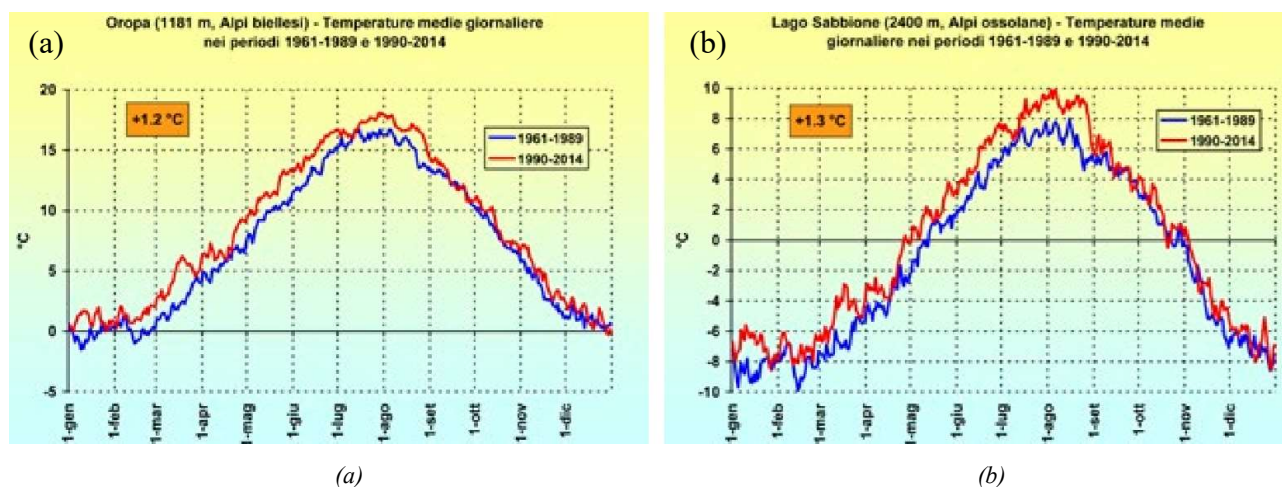 (a)
Oropa (1181 m, Alpi biellesi) - Temperature medie giornaliere
nei periodi 1961-1989 e 1990-2014
+1.2 °C
1961-1989
1990-2014
°C
20
15
10
5
0
-5
1-gen
1-feb
1-mar
1-apr
1-mag
1-giu
1-lug
1-ago
1-set
1-ott
1-nov
1-dic
(a)
(b)
Lago Sabbione (2400 m, Alpi ossolane) - Temperature medie
giornaliere nei periodi 1961-1989 e 1990-2014
+1.3 °C
1961-1989
1990-2014
°C
10
8
6
4
2
0
-2
-4
-6
-8
-10
1-gen
1-feb
1-mar
1-apr
1-mag
1-giu
1-lug
1-ago
1-set
1-ott
1-nov
1-dic
(b)